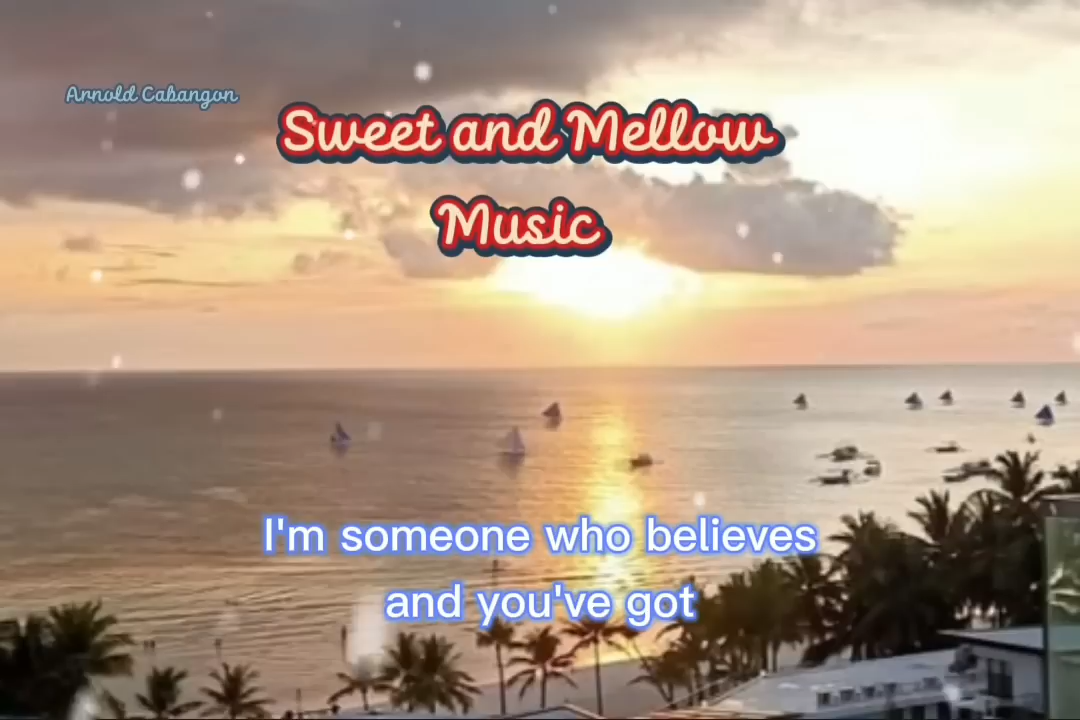 Arnold Cabangon
Sweet and Mellow
Music
I'm someone who believes
and you've got